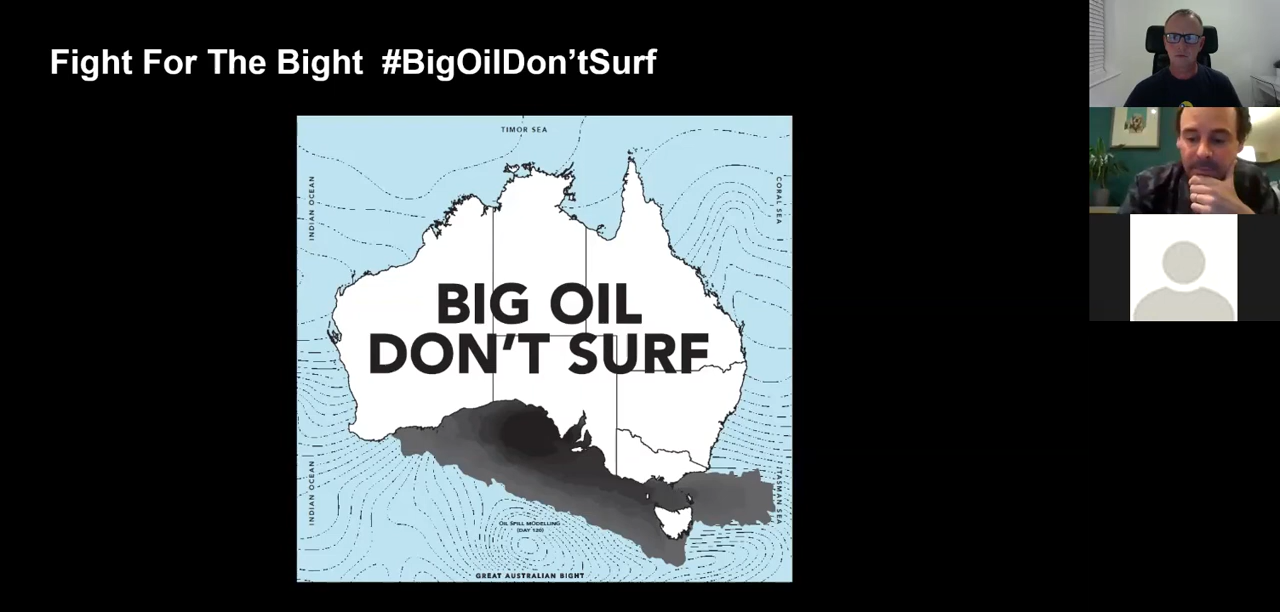 Fight For The Bight #BigOilDon’tSurf
TIMOR SEA
INDIAN OCEAN
CORAL SEA
BIG OIL
DON’T SURF
INDIAN OCEAN
TASMAN SEA
OIL SPILL MODELLING
(DAY 120)
GREAT AUSTRALIAN BIGHT